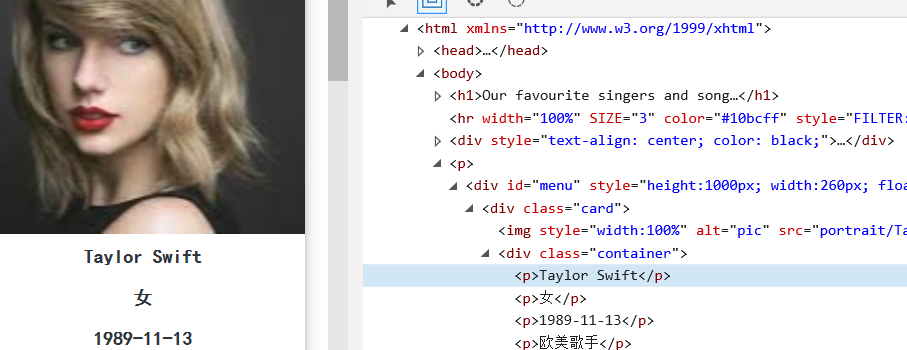 Taylor Swift
女
1989-11-13
<html xmlns="http://www.w3.org/1999/xhtml">
<head>…</head>
<body>
<h1>Our favourite singers and song…</h1>
<hr width="100%" SIZE="3" color="#10bcff" style="FILTER:
<div style="text-align: center; color: black;">…</div>
<p>
<div id="menu" style="height:1000px; width:260px; floa
<div class="card">
<img style="width:100%" alt="pic" src="portrait/Ta
<div class="container">
<p>Taylor Swift</p>
<p>女</p>
<p>1989-11-13</p>
<p>欧美歌手</p>